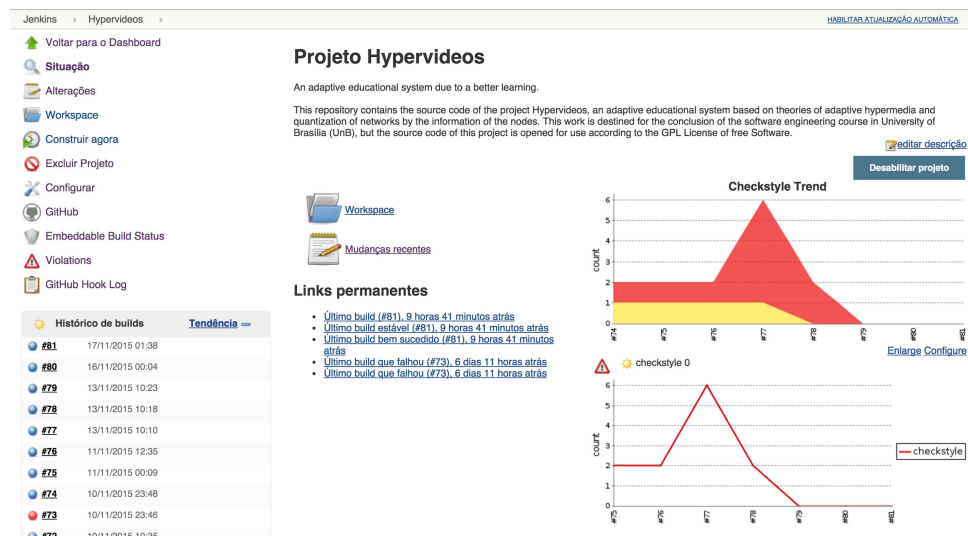 Jenkins Hypervideos HABILITAR ATUALIZAÇÃO AUTOMÁTICA
Voltar para o Dashboard
Situação
Alterações
Workspace
Construir agora
Excluir Projeto
Configurar
GitHub
Embeddable Build Status
Violations
GitHub Hook Log
Histórico de builds Tendência
#81 17/11/2015 01:38
#80 16/11/2015 00:04
#79 13/11/2015 10:23
#78 13/11/2015 10:18
#77 13/11/2015 10:10
#76 11/11/2015 12:35
#75 11/11/2015 00:09
#74 10/11/2015 23:48
#73 10/11/2015 23:46
#72 10/11/2015 19:35
Projeto Hypervideos
An adaptive educational system due to a better learning.
This repository contains the source code of the project Hypervideos, an adaptive educational system based on theories of adaptive hypermedia and
quantization of networks by the information of the nodes. This work is destined for the conclusion of the software engineering course in University of
Brasília (UnB), but the source code of this project is opened for use according to the GPL License of free Software.
editar descrição
Desabilitar projeto
Workspace
Mudanças recentes
Links permanentes
Último build (#81), 9 horas 41 minutos atrás
Último build estável (#81), 9 horas 41 minutos atrás
Último build bem sucedido (#81), 9 horas 41 minutos
atrás
Último build que falhou (#73), 6 dias 11 horas atrás
Último build que falhou (#73), 6 dias 11 horas atrás
Checkstyle Trend
count
6
5
4
3
2
1
0
#74 #75 #76 #77 #78 #79 #80 #81
Enlarge Configure
checkstyle 0
count
6
5
4
3
2
1
0
#75 #76 #77 #78 #79 #80 #81
checkstyle